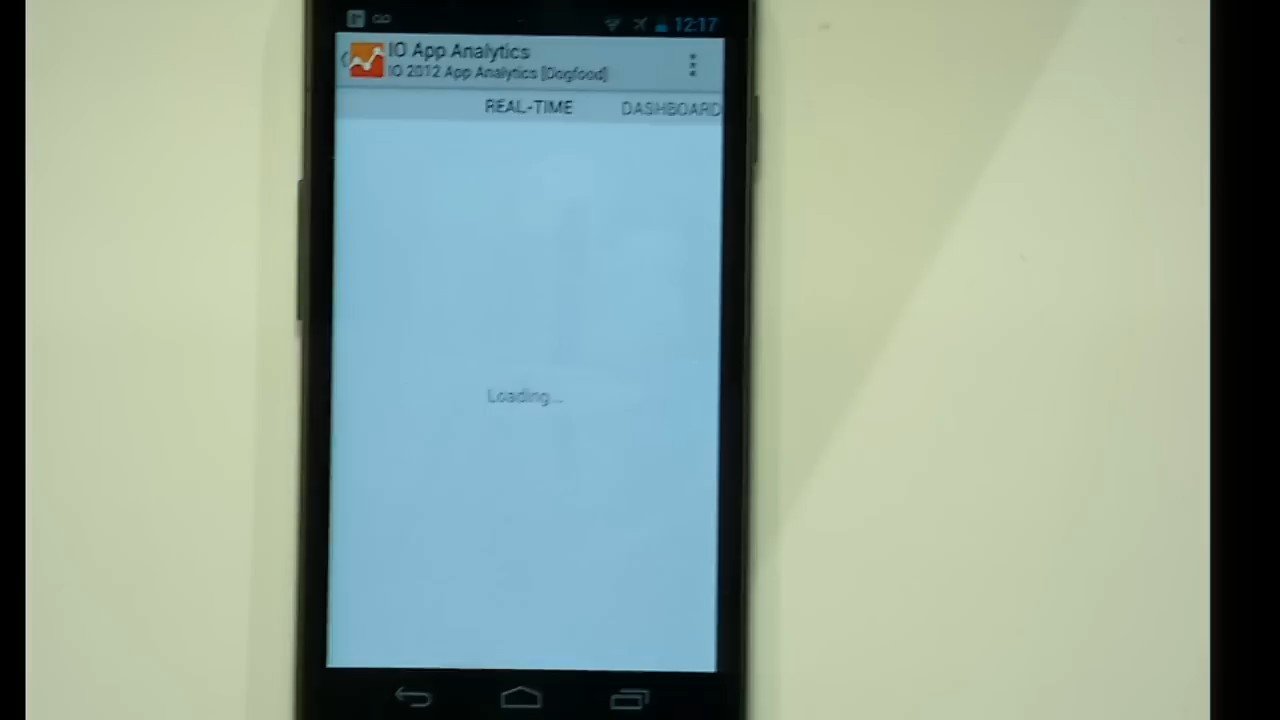 12:17
IO App Analytics
IO 2012 App Analytics [Dogfood]
REAL-TIME
DASHBOARD
Loading...